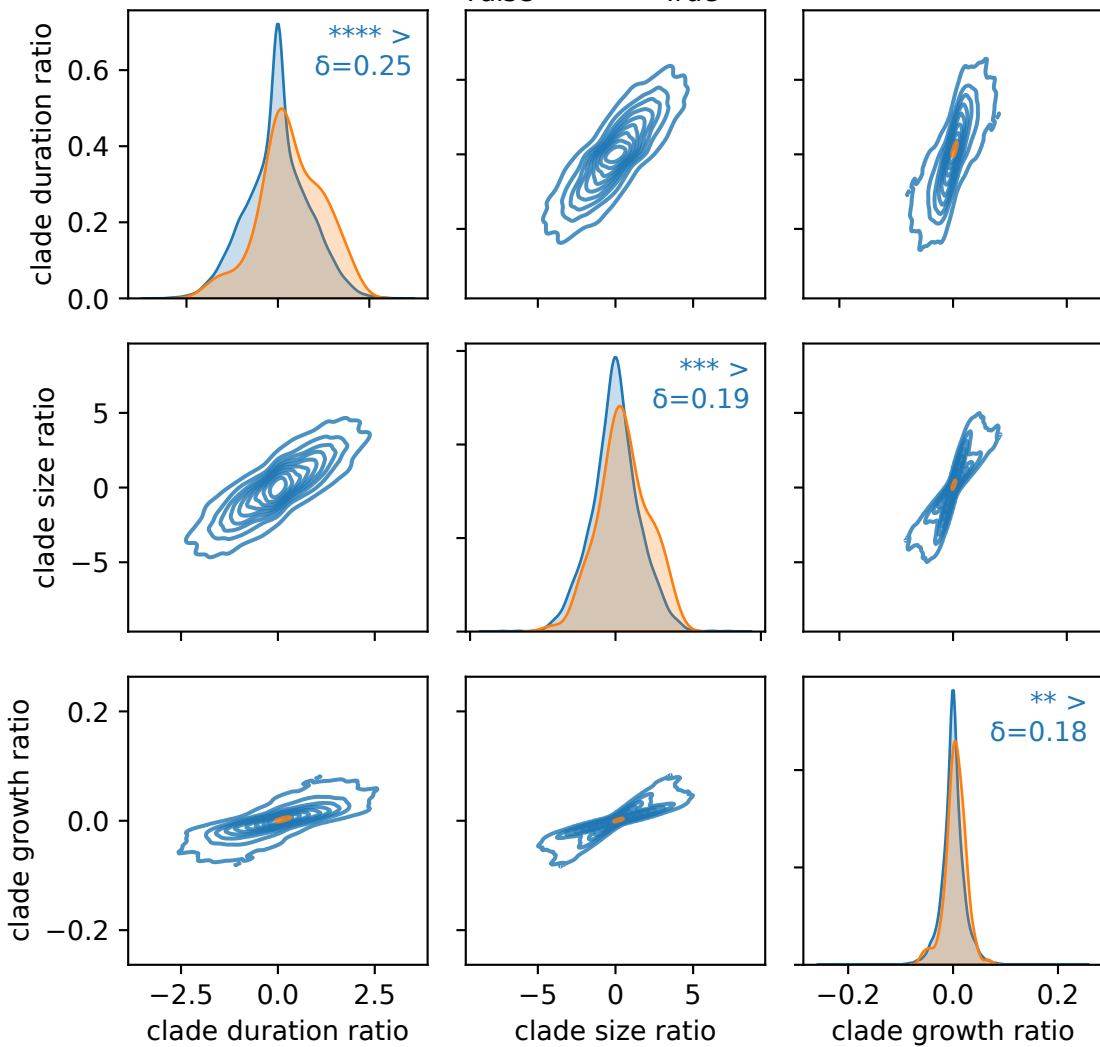 clade duration ratio
0.6
0.4
0.2
0.0
**** >
δ=0.25
clade size ratio
5
0
−5
*** >
δ=0.19
clade growth ratio
0.2
0.0
−0.2
** >
δ=0.18
−2.5 0.0 2.5
clade duration ratio
−5 0 5
clade size ratio
−0.2 0.0 0.2
clade growth ratio